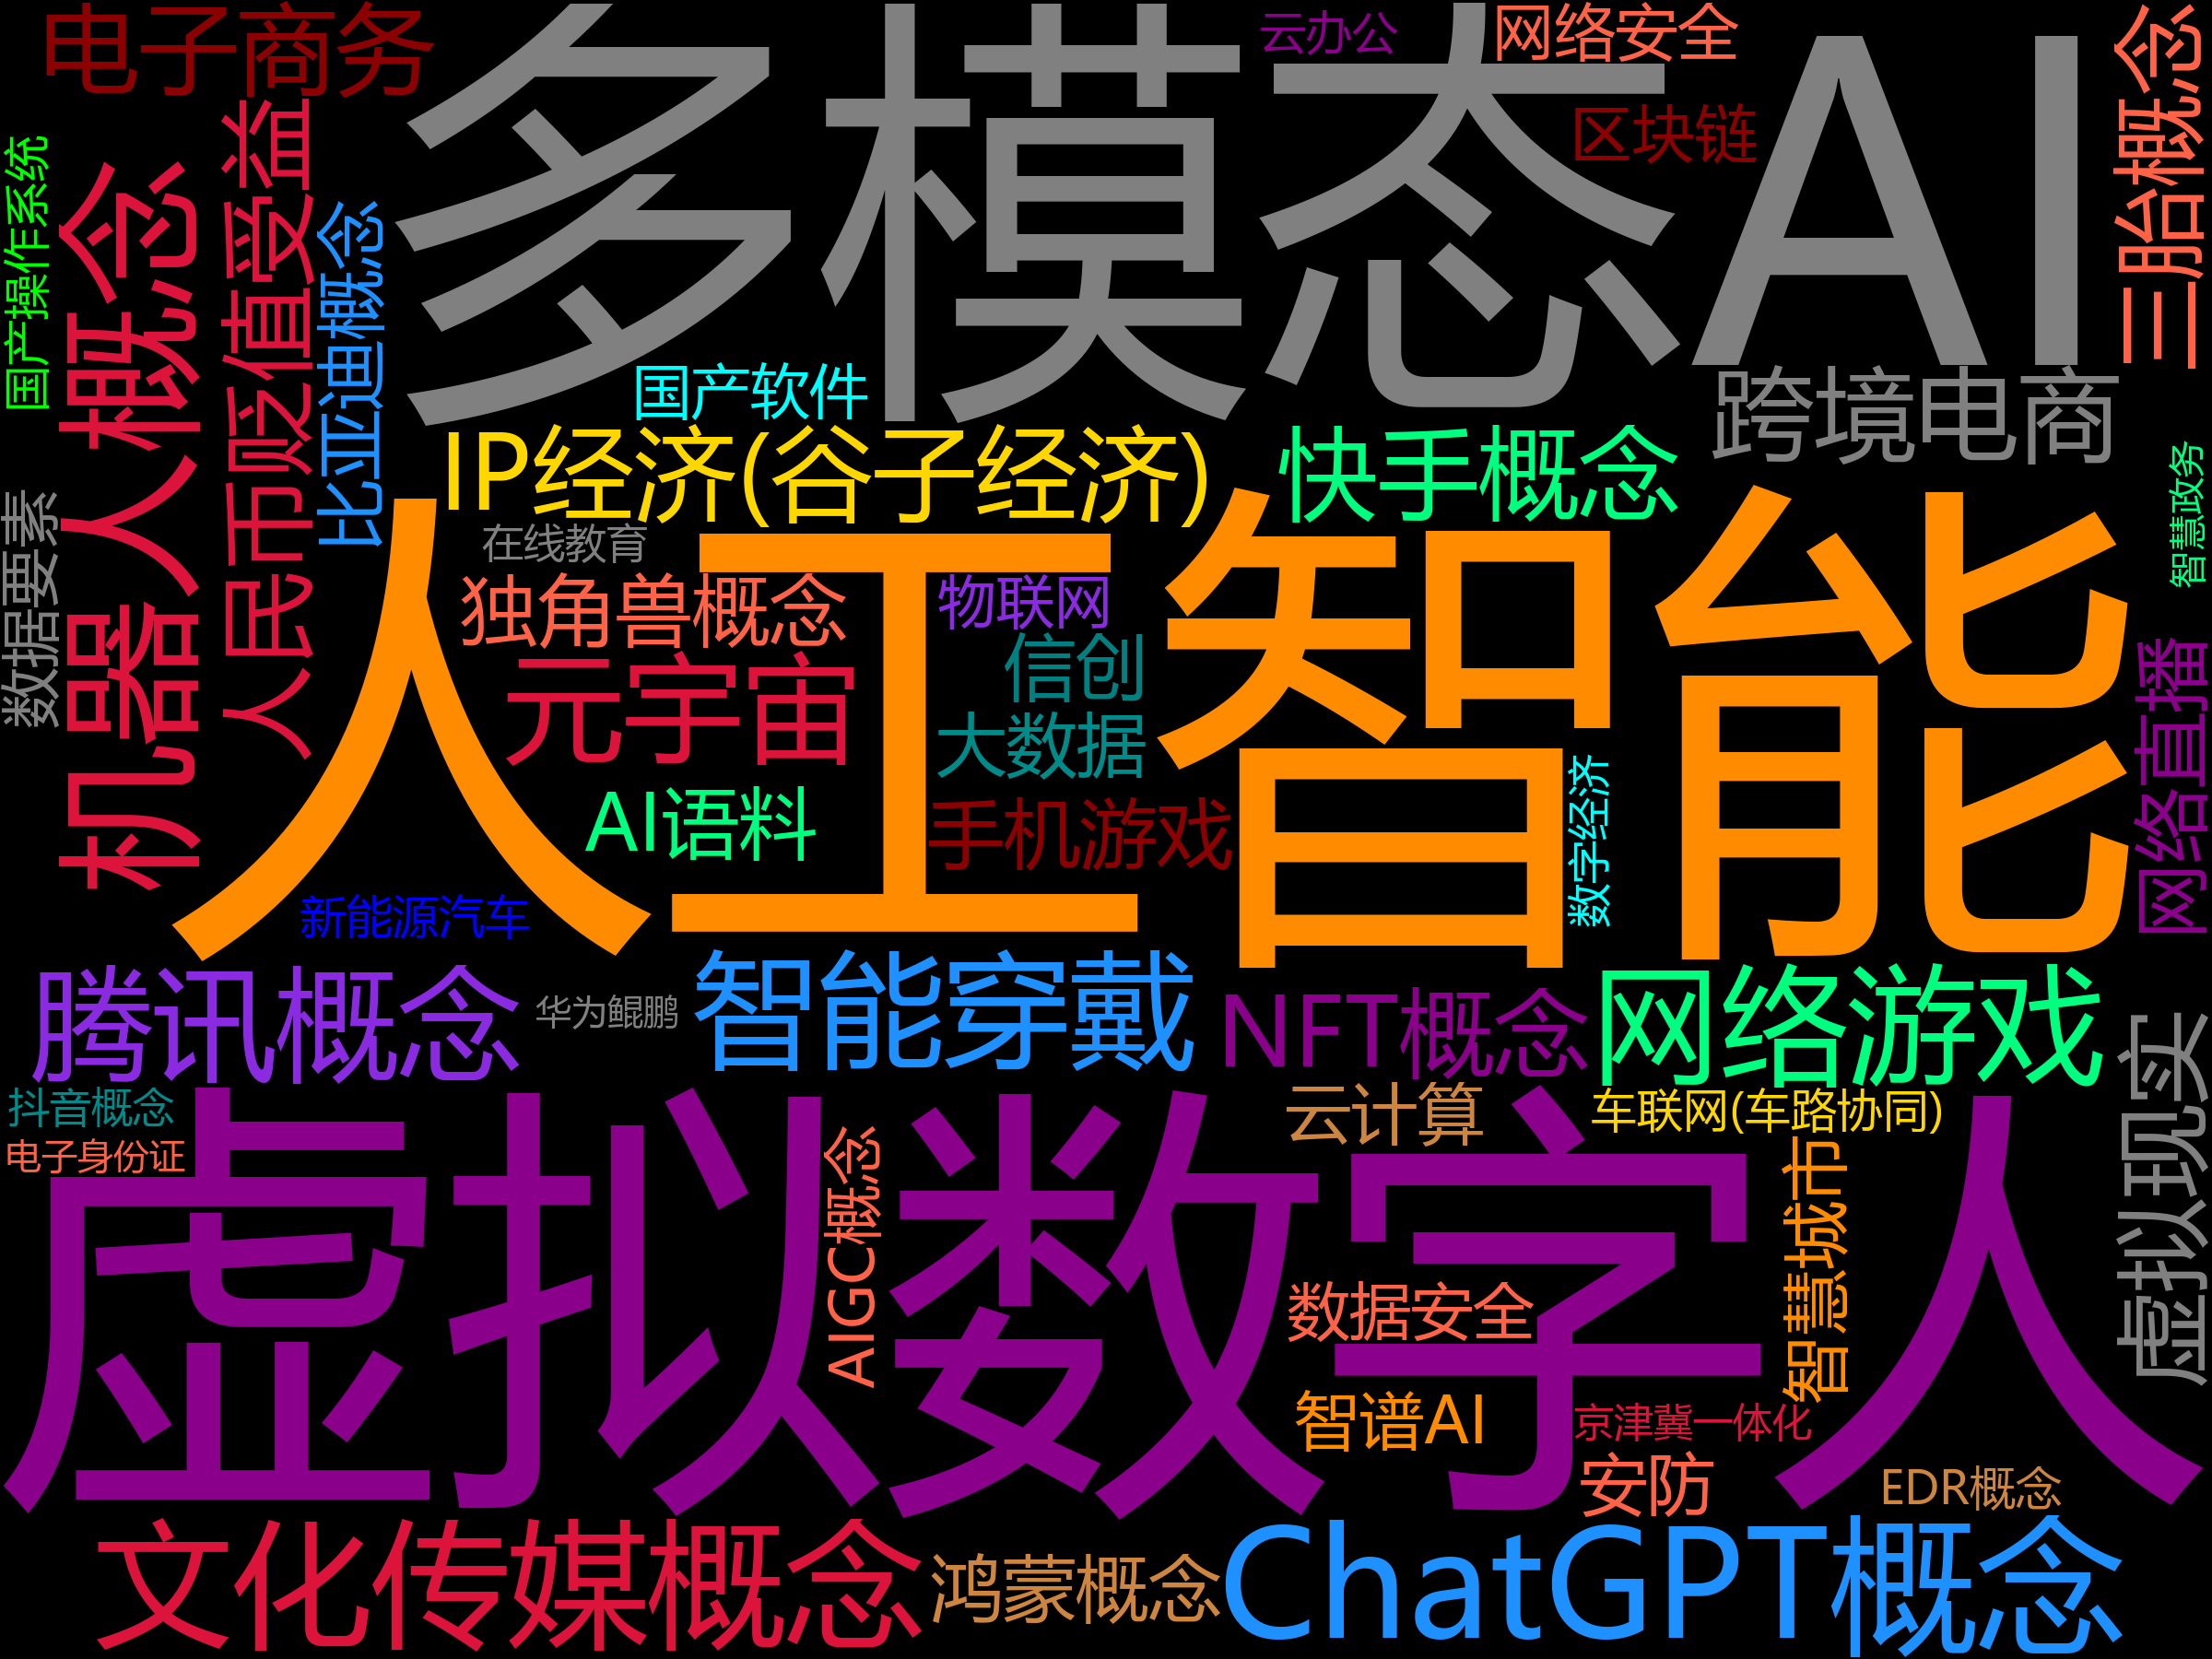 电子商务
多模态AI
云办公
网络安全
三胎概念
区块链
国产操作系统
机器人概念
人民币贬值受益
比亚迪概念
国产软件
跨境电商
IP经济(谷子经济)
快手概念
智慧政务
数据要素
人工智能
在线教育
独角兽概念
物联网
信创
元宇宙
大数据
网络直播
AI语料
手机游戏
数字经济
新能源汽车
腾讯概念
华为鲲鹏
智能穿戴
NFT概念
网络游戏
虚拟现实
抖音概念
电子身份证
虚拟数字人
云计算
车联网(车路协同)
AIGC概念
智慧城市
数据安全
智谱AI
京津冀一体化
安防
EDR概念
文化传媒概念
鸿蒙概念
ChatGPT概念